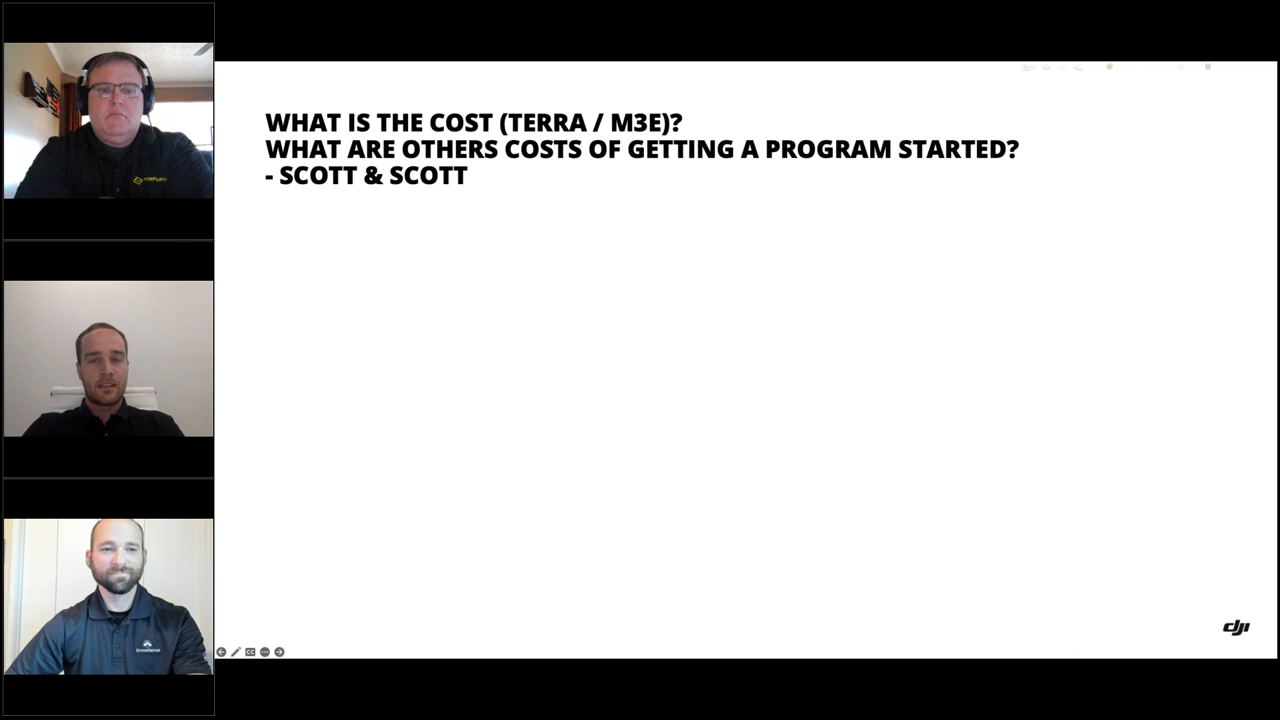 WHAT IS THE COST (TERRA / M3E)?
WHAT ARE OTHERS COSTS OF GETTING A PROGRAM STARTED?
- SCOTT & SCOTT
dji